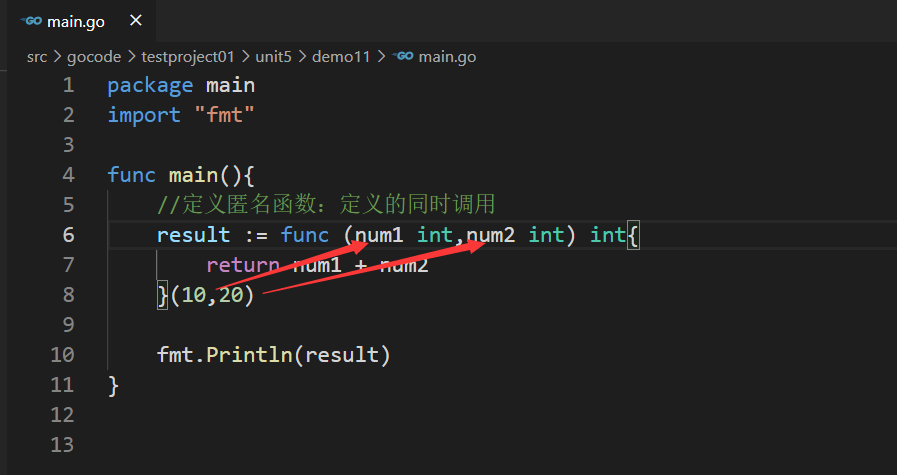 main.go ×
src > gocode > testproject01 > unit5 > demo11 > main.go
1 package main
2 import "fmt"
3
4 func main(){
5 //定义匿名函数：定义的同时调用
6 result := func (num1 int,num2 int) int{
7 return num1 + num2
8 }(10,20)
9
10 fmt.Println(result)
11 }
12
13